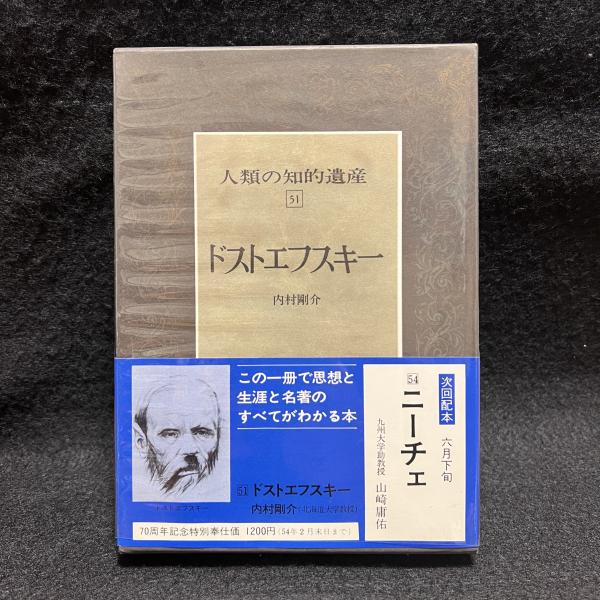 人類の知的遺産
51
ドストエフスキー
内村剛介
この一冊で思想と
生涯と名著の
すべてがわかる本
ドストエフスキー
51 ドストエフスキー
内村剛介(北海道大学教授)
70周年記念特別奉仕価 1200円(54年2月末日まで)
次回配本 六月下旬
54 ニーチェ
九州大学助教授 山崎庸佑